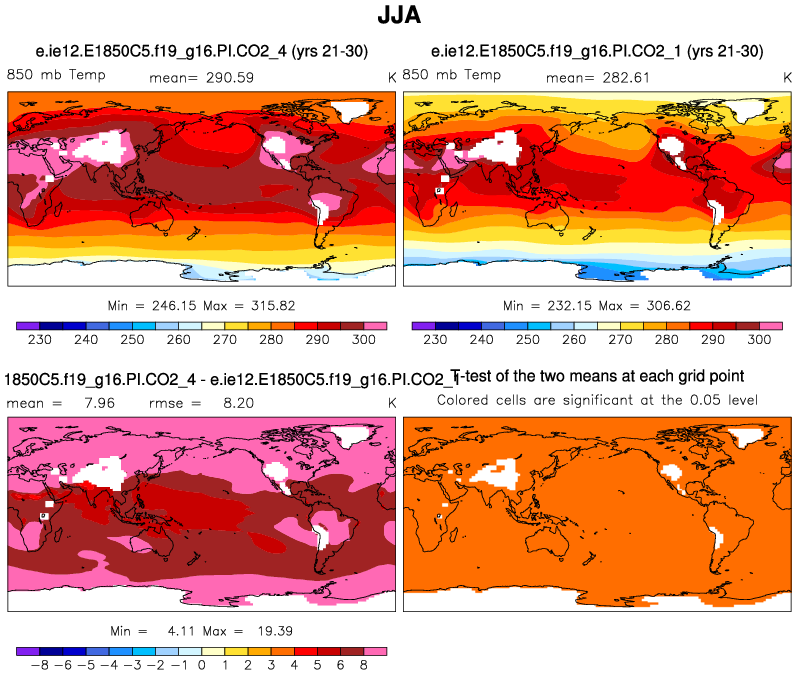 JJA
e.ie12.E1850C5.f19_g16.PI.CO2_4 (yrs 21-30)
850 mb Temp mean= 290.59 K
Min = 246.15 Max = 315.82
230 240 250 260 270 280 290 300
e.ie12.E1850C5.f19_g16.PI.CO2_1 (yrs 21-30)
850 mb Temp mean= 282.61 K
Min = 232.15 Max = 306.62
230 240 250 260 270 280 290 300
1850C5.f19_g16.PI.CO2_4 - e.ie12.E1850C5.f19_g16.PI.CO2_1
mean = 7.96 rmse = 8.20 K
Min = 4.11 Max = 19.39
-8 -6 -5 -4 -3 -2 -1 0 1 2 3 4 5 6 8
T-test of the two means at each grid point
Colored cells are significant at the 0.05 level